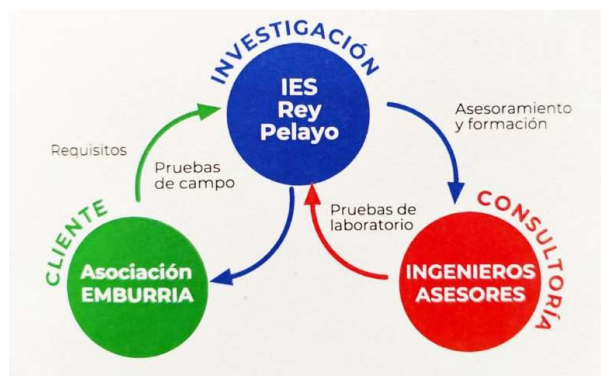 INVESTIGACIÓN
IES
Rey
Pelayo
Asesoramiento
y formación
Requisitos
Pruebas
de campo
Pruebas de
laboratorio
CLIENTE
Asociación
EMBURRIA
CONSULTORÍA
INGENIEROS
ASESORES